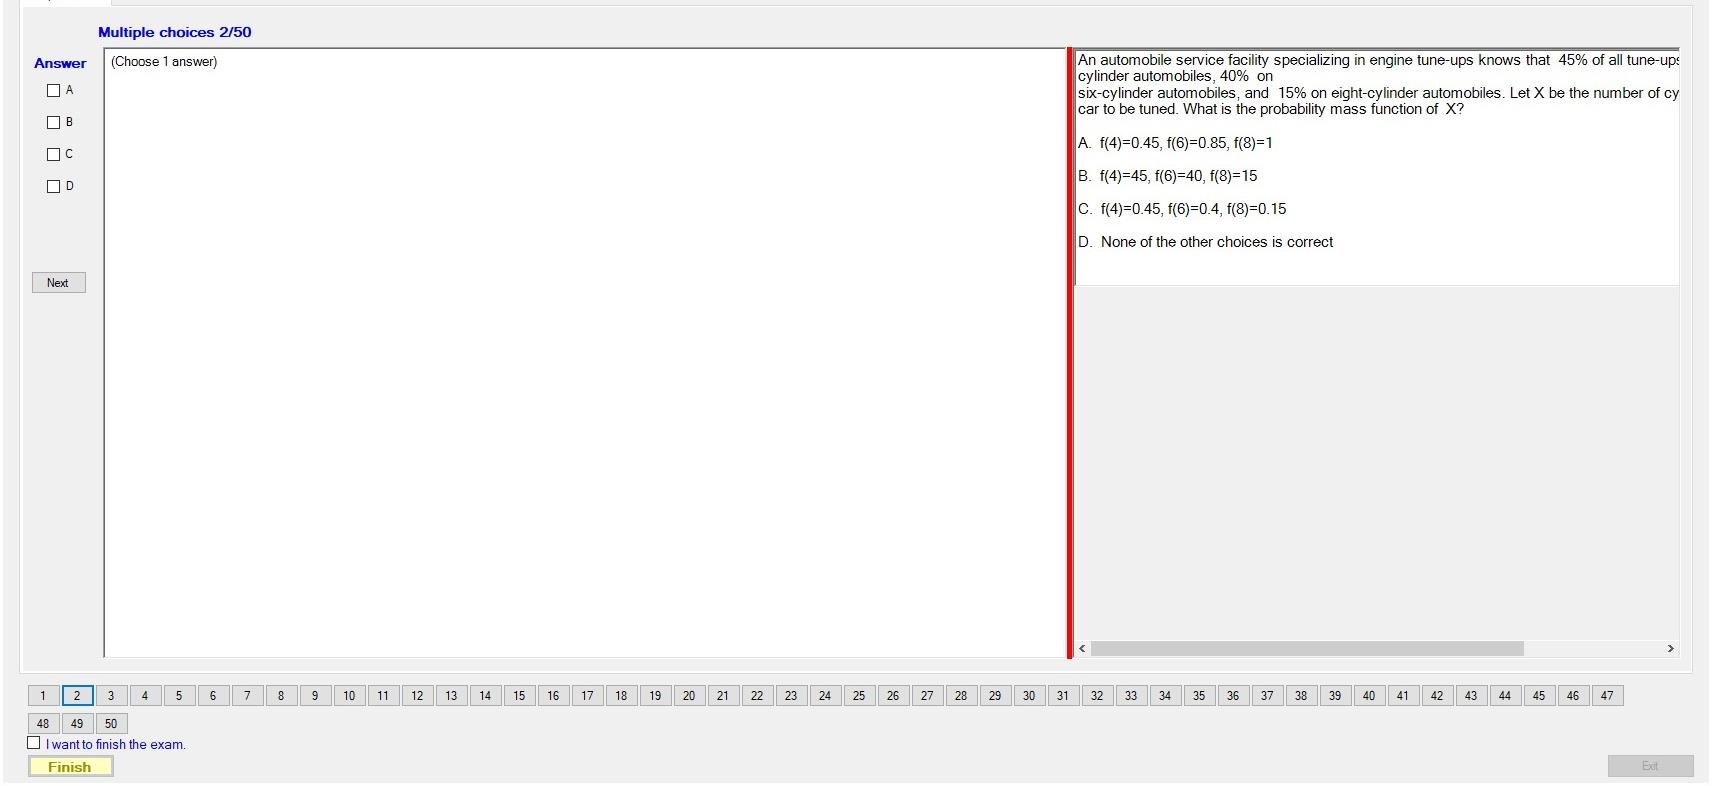 Multiple choices 2/50
Answer
(Choose 1 answer)
A
B
C
D
Next
An automobile service facility specializing in engine tune-ups knows that 45% of all tune-ups
cylinder automobiles, 40% on
six-cylinder automobiles, and 15% on eight-cylinder automobiles. Let X be the number of cy
car to be tuned. What is the probability mass function of X?
A. f(4)=0.45, f(6)=0.85, f(8)=1
B. f(4)=45, f(6)=40, f(8)=15
C. f(4)=0.45, f(6)=0.4, f(8)=0.15
D. None of the other choices is correct
1 2 3 4 5 6 7 8 9 10 11 12 13 14 15 16 17 18 19 20 21 22 23 24 25 26 27 28 29 30 31 32 33 34 35 36 37 38 39 40 41 42 43 44 45 46 47
48 49 50
I want to finish the exam.
Finish
Exit